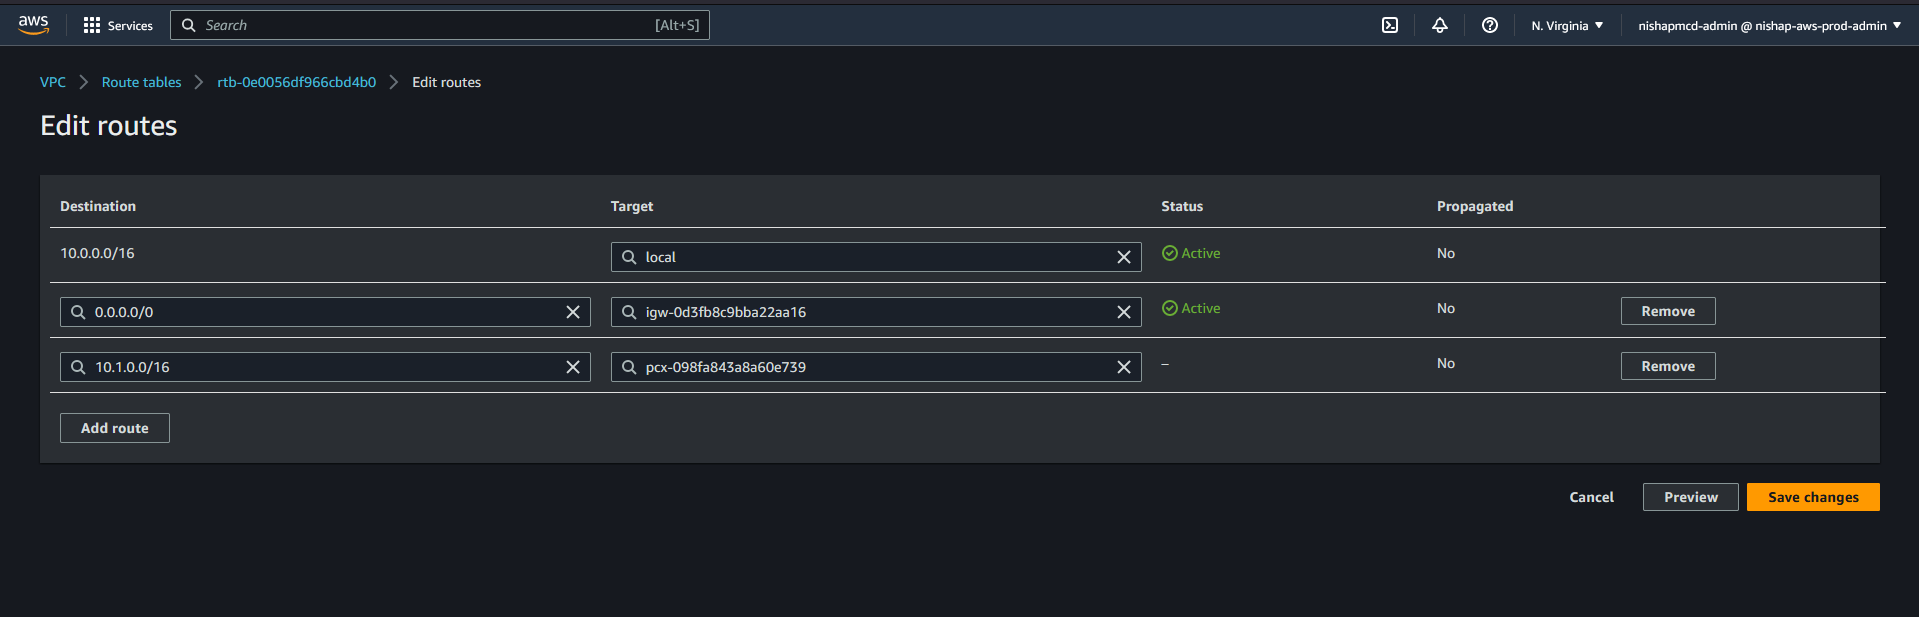 aws Services Search [Alt+S] N. Virginia nishapmcd-admin @ nishap-aws-prod-admin
VPC Route tables rtb-0e0056df966cbd4b0 Edit routes
Edit routes
Destination Target Status Propagated
10.0.0.0/16 local Active No
0.0.0.0/0 igw-0d3fb8c9bba22aa16 Active No Remove
10.1.0.0/16 pcx-098fa843a8a60e739 – No Remove
Add route
Cancel Preview Save changes